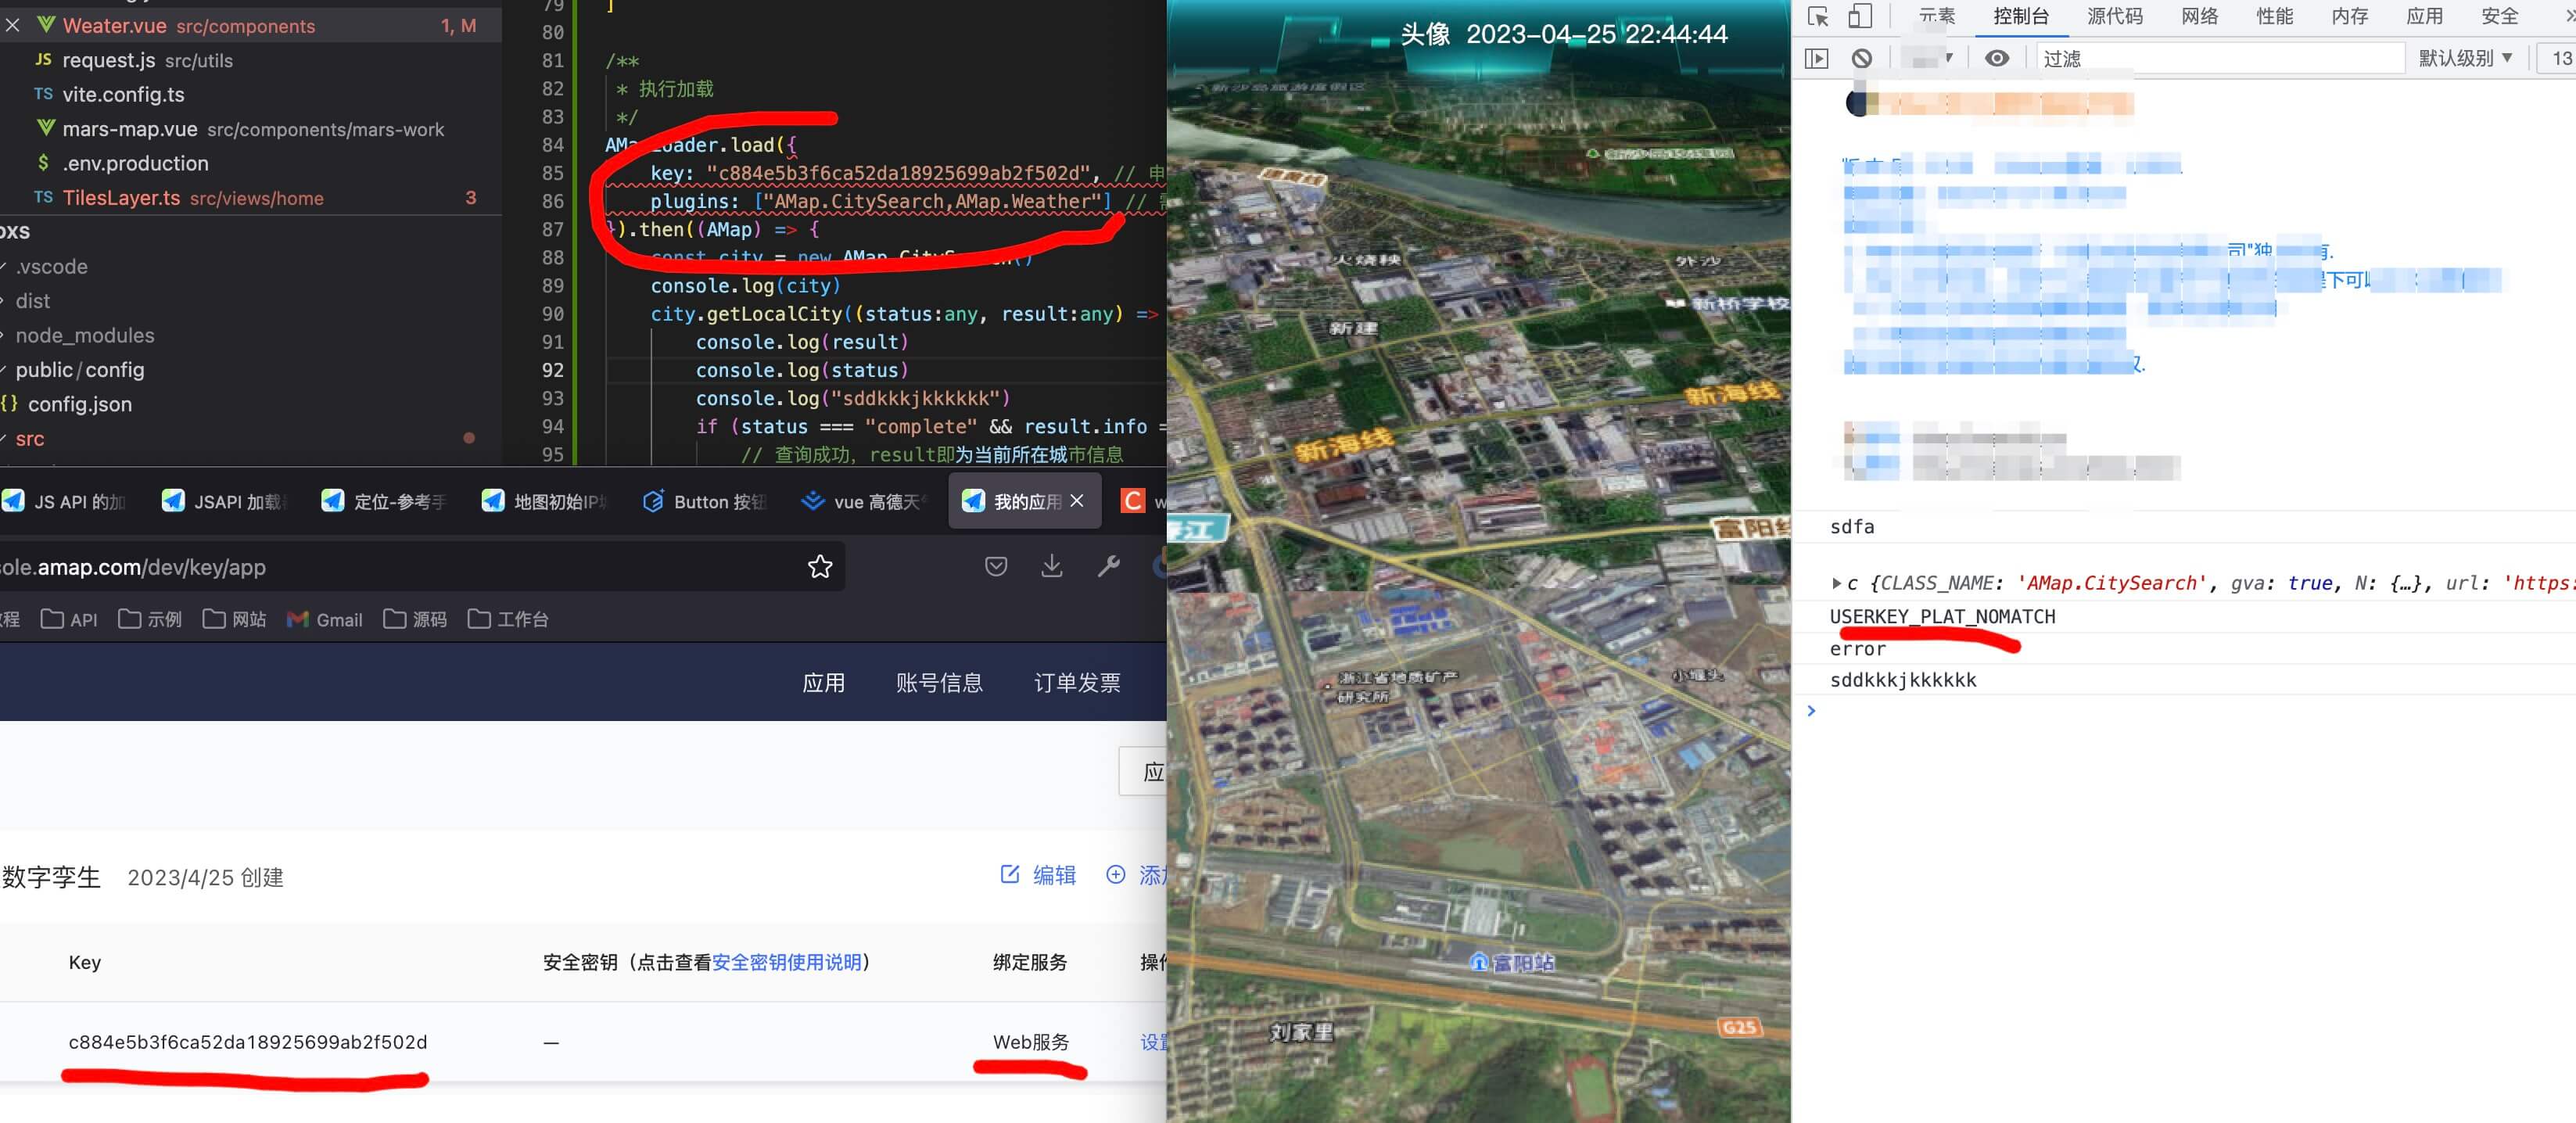 Weater.vue src/components 1, M
JS request.js src/utils
TS vite.config.ts
mars-map.vue src/components/mars-work
$ .env.production
TS TilesLayer.ts src/views/home 3
.vscode
dist
node_modules
public/config
{} config.json
src
79 ]
80
81 /**
82 * 执行加载
83 */
84 AMapLoader.load({
85 key: "c884e5b3f6ca52da18925699ab2f502d", // 申
86 plugins: ["AMap.CitySearch,AMap.Weather"] //
87 }).then((AMap) => {
88 const city = new AMap.CitySearch()
89 console.log(city)
90 city.getLocalCity((status:any, result:any) =>
91 console.log(result)
92 console.log(status)
93 console.log("sddkkkjkkkkkk")
94 if (status === "complete" && result.info =
95 // 查询成功，result即为当前所在城市信息
JS API 的加
JSAPI 加载
定位-参考手
地图初始IP
Button 按钮
vue 高德天
我的应用
ole.amap.com/dev/key/app
程 API 示例 网站 Gmail 源码 工作台
应用 账号信息 订单发票
应
数字孪生 2023/4/25 创建 编辑 添加
Key 安全密钥（点击查看安全密钥使用说明） 绑定服务 操作
c884e5b3f6ca52da18925699ab2f502d — Web服务 设置
头像 2023-04-25 22:44:44
火烧秧
外沙
新桥学校
新建
新海线
新海线
富阳线
浙江省地质矿产
研究所
小堰头
富阳站
刘家里
G25
元素 控制台 源代码 网络 性能 内存 应用 安全
过滤 默认级别 ▼ 13
司"独
有.
下可以
sdfa
c {CLASS_NAME: 'AMap.CitySearch', gva: true, N: {…}, url: 'https:
USERKEY_PLAT_NOMATCH
error
sddkkkjkkkkkk